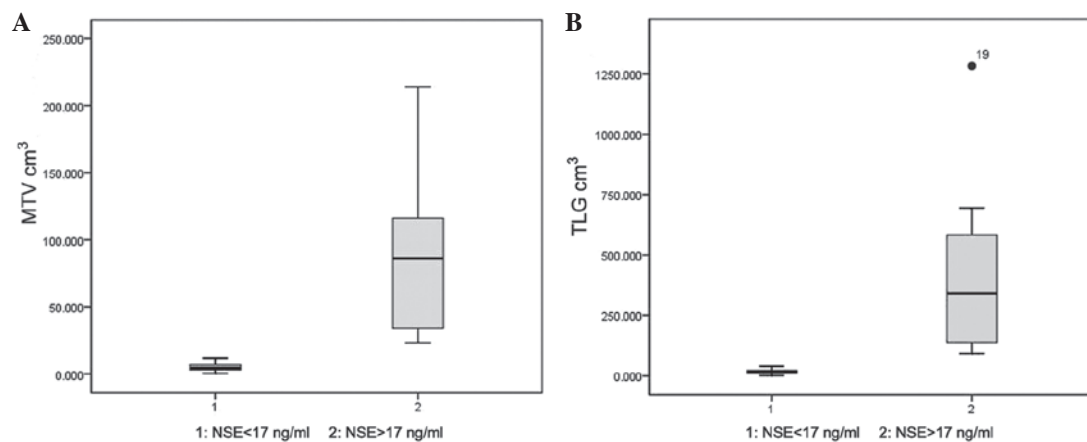 A
250.000
200.000
150.000
100.000
50.000
0.000
MTV cm³
1
2
1: NSE<17 ng/ml 2: NSE>17 ng/ml
B
19
1250.000
1000.000
750.000
500.000
250.000
0.000
TLG cm³
1
2
1: NSE<17 ng/ml 2: NSE>17 ng/ml